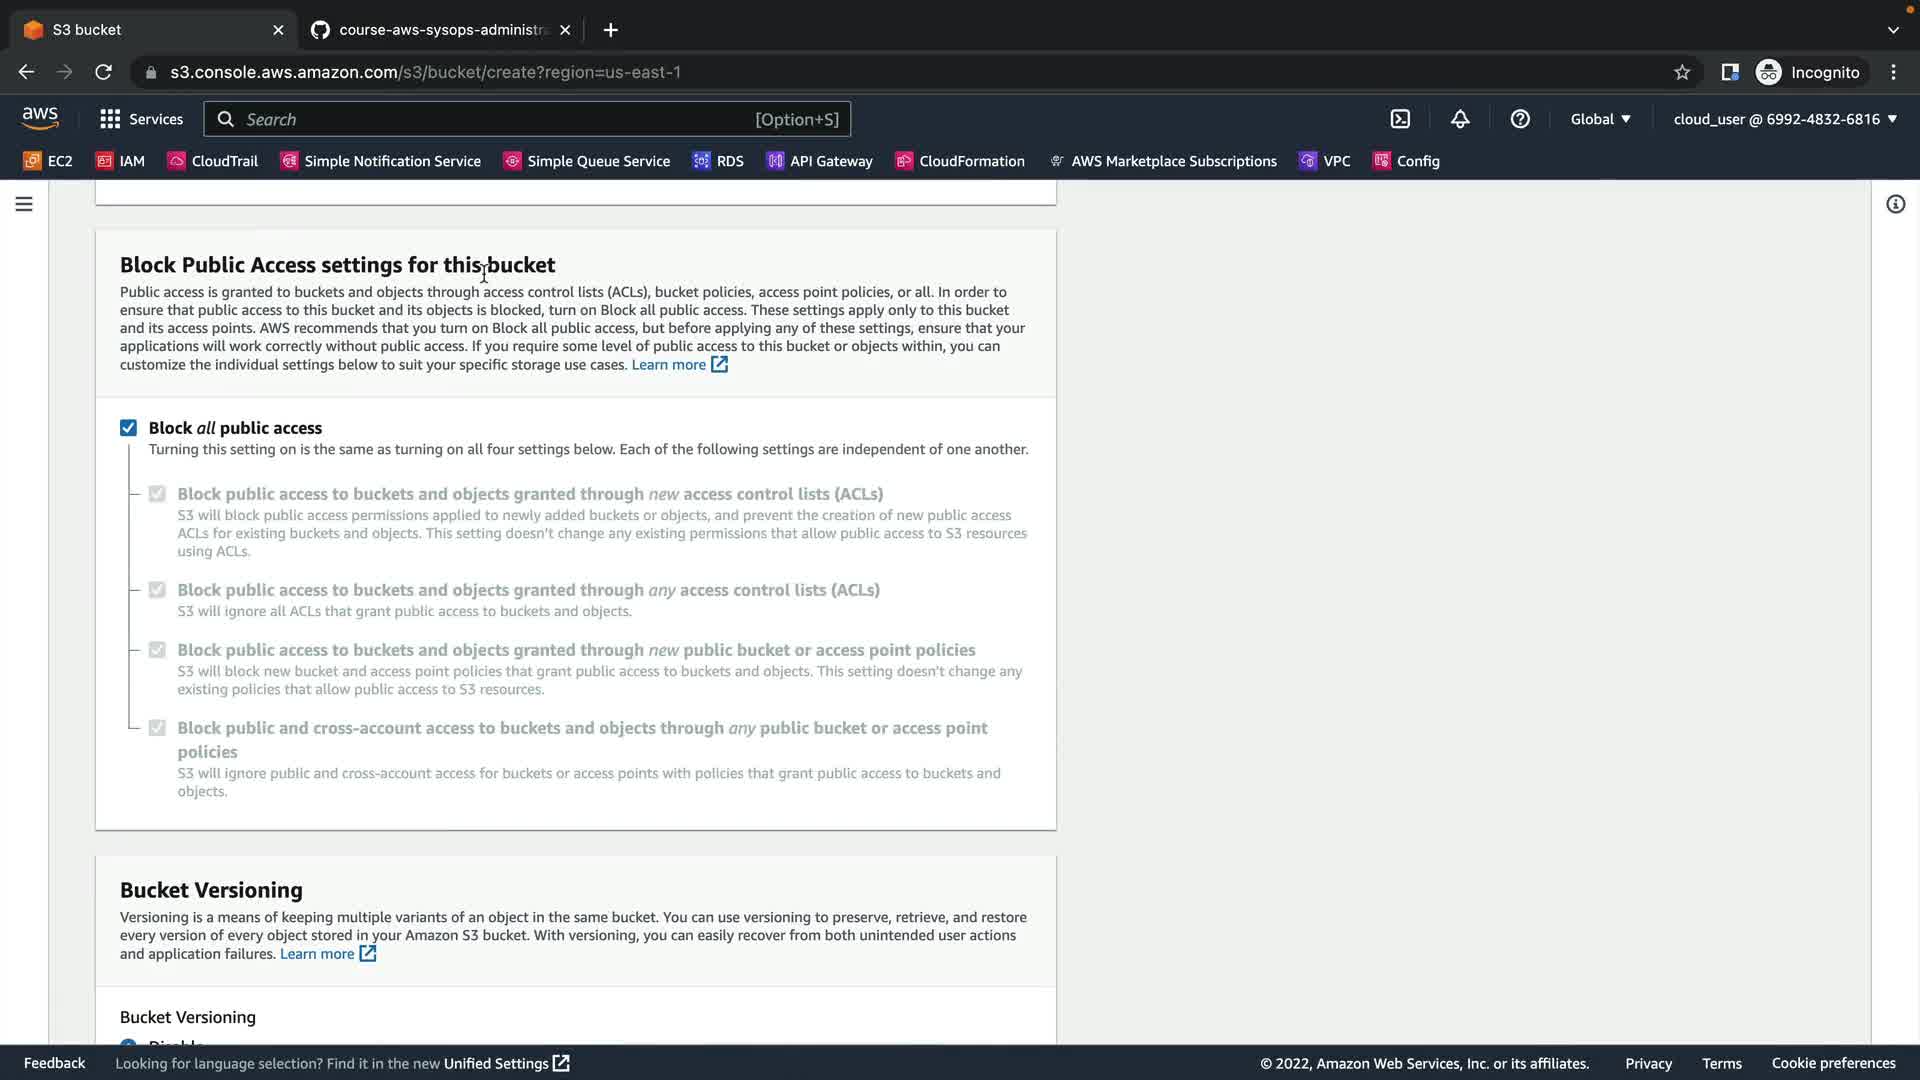 S3 bucket
course-aws-sysops-administra
s3.console.aws.amazon.com/s3/bucket/create?region=us-east-1
Incognito
aws
Services
Search
[Option+S]
Global
cloud_user @ 6992-4832-6816
EC2
IAM
CloudTrail
Simple Notification Service
Simple Queue Service
RDS
API Gateway
CloudFormation
AWS Marketplace Subscriptions
VPC
Config
Block Public Access settings for this bucket
Public access is granted to buckets and objects through access control lists (ACLs), bucket policies, access point policies, or all. In order to
ensure that public access to this bucket and its objects is blocked, turn on Block all public access. These settings apply only to this bucket
and its access points. AWS recommends that you turn on Block all public access, but before applying any of these settings, ensure that your
applications will work correctly without public access. If you require some level of public access to this bucket or objects within, you can
customize the individual settings below to suit your specific storage use cases. Learn more
Block all public access
Turning this setting on is the same as turning on all four settings below. Each of the following settings are independent of one another.
Block public access to buckets and objects granted through new access control lists (ACLs)
S3 will block public access permissions applied to newly added buckets or objects, and prevent the creation of new public access
ACLs for existing buckets and objects. This setting doesn't change any existing permissions that allow public access to S3 resources
using ACLs.
Block public access to buckets and objects granted through any access control lists (ACLs)
S3 will ignore all ACLs that grant public access to buckets and objects.
Block public access to buckets and objects granted through new public bucket or access point policies
S3 will block new bucket and access point policies that grant public access to buckets and objects. This setting doesn't change any
existing policies that allow public access to S3 resources.
Block public and cross-account access to buckets and objects through any public bucket or access point
policies
S3 will ignore public and cross-account access for buckets or access points with policies that grant public access to buckets and
objects.
Bucket Versioning
Versioning is a means of keeping multiple variants of an object in the same bucket. You can use versioning to preserve, retrieve, and restore
every version of every object stored in your Amazon S3 bucket. With versioning, you can easily recover from both unintended user actions
and application failures. Learn more
Bucket Versioning
Disable
Feedback
Looking for language selection? Find it in the new Unified Settings
© 2022, Amazon Web Services, Inc. or its affiliates.
Privacy
Terms
Cookie preferences